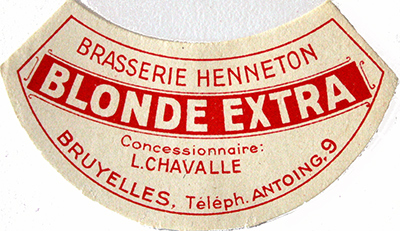 BRASSERIE HENNETON
BLONDE EXTRA
Concessionnaire:
L.CHAVALLE
BRUYELLES, Téléph. ANTOING, 9